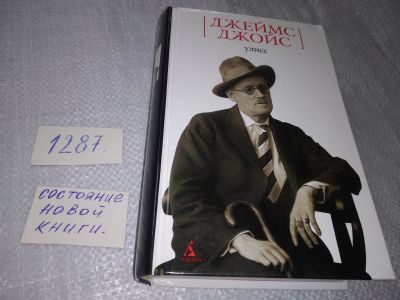 ДЖЕЙМС
ДЖОЙС
улисс
1287.
состояние
новой
книги.